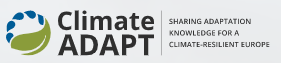 Climate
ADAPT
SHARING ADAPTATION
KNOWLEDGE FOR A
CLIMATE-RESILIENT EUROPE